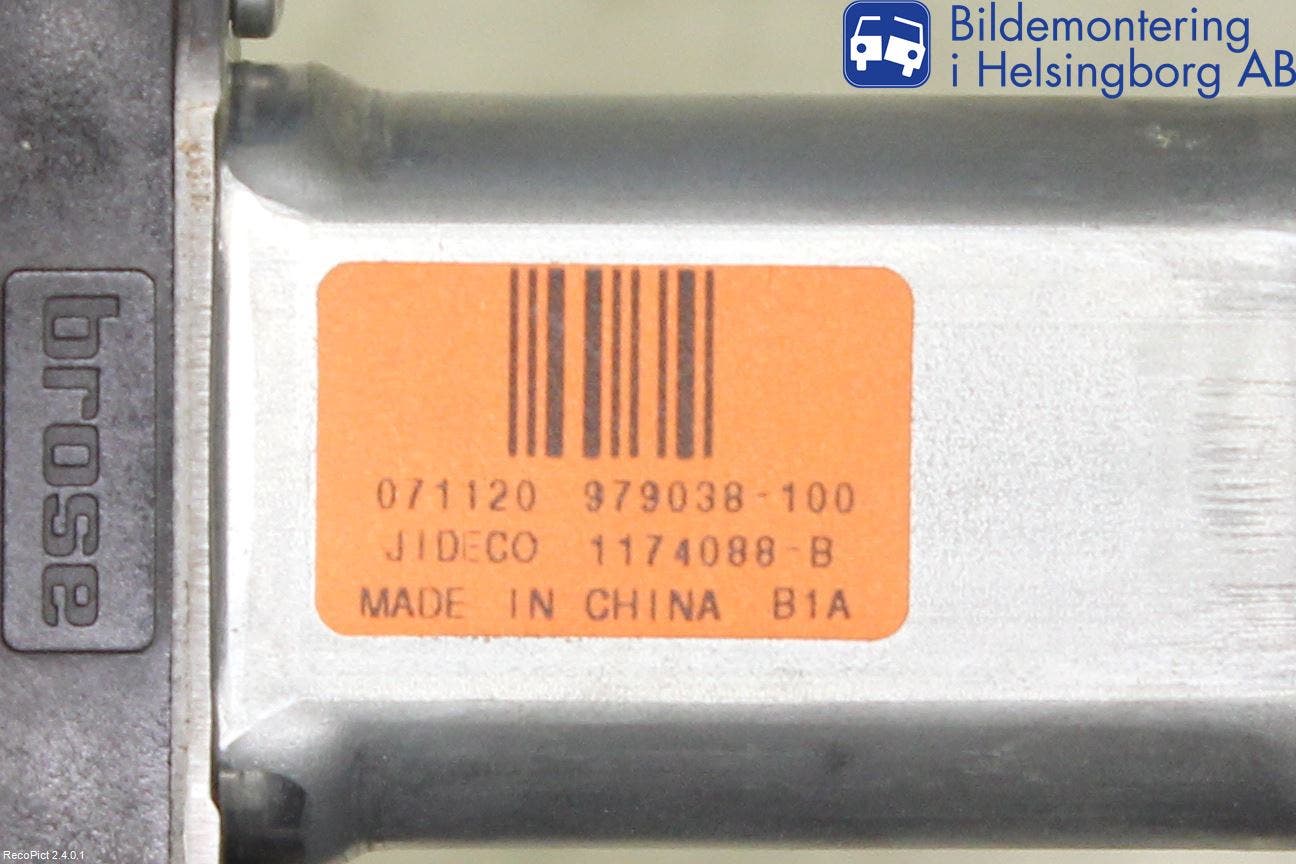 Bildemontering
i Helsingborg AB
brose
071120 979038-100
JIDECO 1174088-B
MADE IN CHINA B1A
RecoPict 2.4.0.1